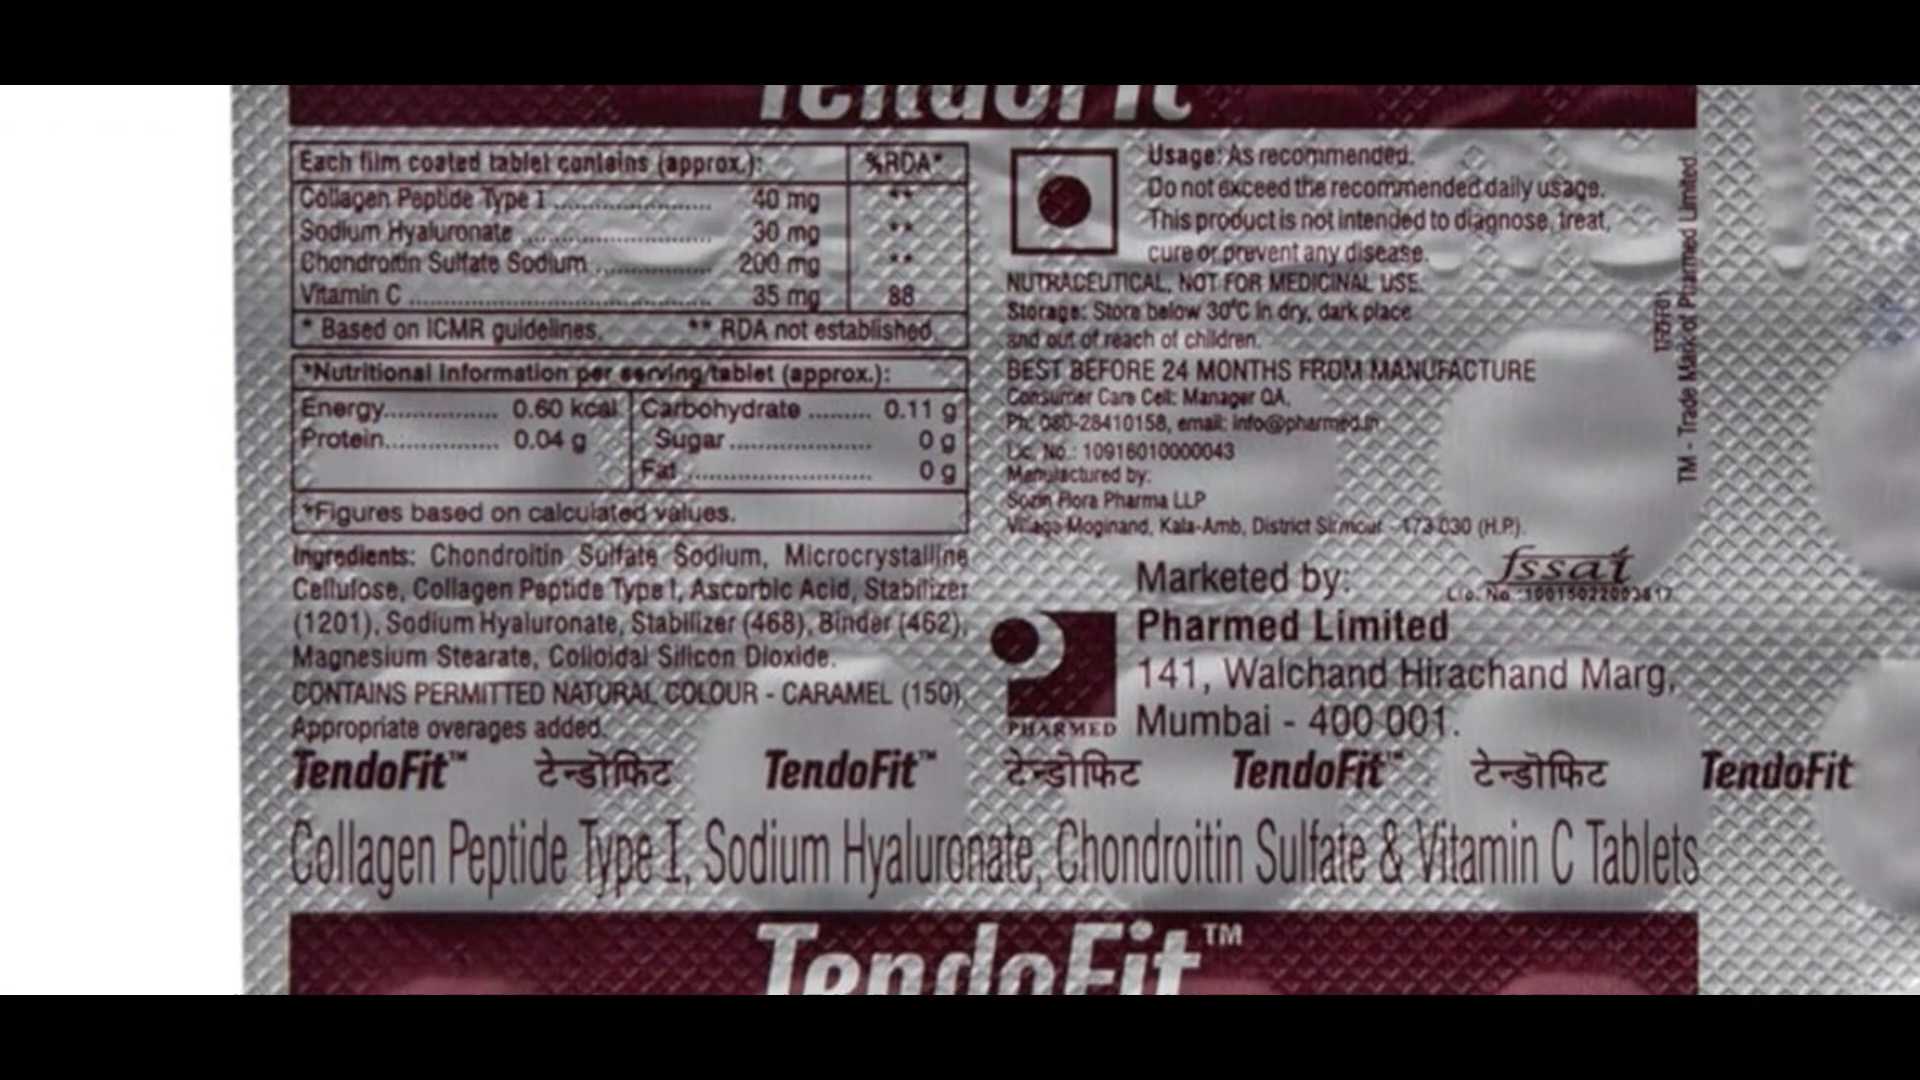 TendoFit
Each film coated tablet contains (approx.): %RDA*
Collagen Peptide Type I .................... 40 mg **
Sodium Hyaluronate .................... 30 mg **
Chondroitin Sulfate Sodium .............. 200 mg **
Vitamin C .................................... 35 mg 88
* Based on ICMR guidelines. ** RDA not established
*Nutritional Information per serving/tablet (approx.):
Energy............... 0.60 kcal Carbohydrate ........ 0.11 g
Protein............... 0.04 g Sugar.................. 0 g
Fat ....................... 0 g
*Figures based on calculated values.
Ingredients: Chondroitin Sulfate Sodium, Microcrystalline
Cellulose, Collagen Peptide Type I, Ascorbic Acid, Stabilizer
(1201), Sodium Hyaluronate, Stabilizer (468), Binder (462),
Magnesium Stearate, Colloidal Silicon Dioxide.
CONTAINS PERMITTED NATURAL COLOUR - CARAMEL (150)
Appropriate overages added.
Usage: As recommended.
Do not exceed the recommended daily usage.
This product is not intended to diagnose, treat,
cure or prevent any disease.
NUTRACEUTICAL, NOT FOR MEDICINAL USE.
Storage: Store below 30°C in dry, dark place
and out of reach of children.
BEST BEFORE 24 MONTHS FROM MANUFACTURE
Consumer Care Cell: Manager QA,
Ph: 080-28410158, email: info@pharmed.in
Lic. No.: 10916010000043
Manufactured by:
Sozin Flora Pharma LLP
Village Moginand, Kala-Amb, District Sirmour - 173 030 (H.P).
fssai
Lic. No.
Marketed by:
Pharmed Limited
141, Walchand Hirachand Marg,
Mumbai - 400 001.
PHARMED
TM - Trade Mark of Pharmed Limited.
TendoFit™ टेन्डोफिट TendoFit™ टेन्डोफिट TendoFit™ टेन्डोफिट TendoFit
Collagen Peptide Type I, Sodium Hyaluronate, Chondroitin Sulfate & Vitamin C Tablets
TendoFit™